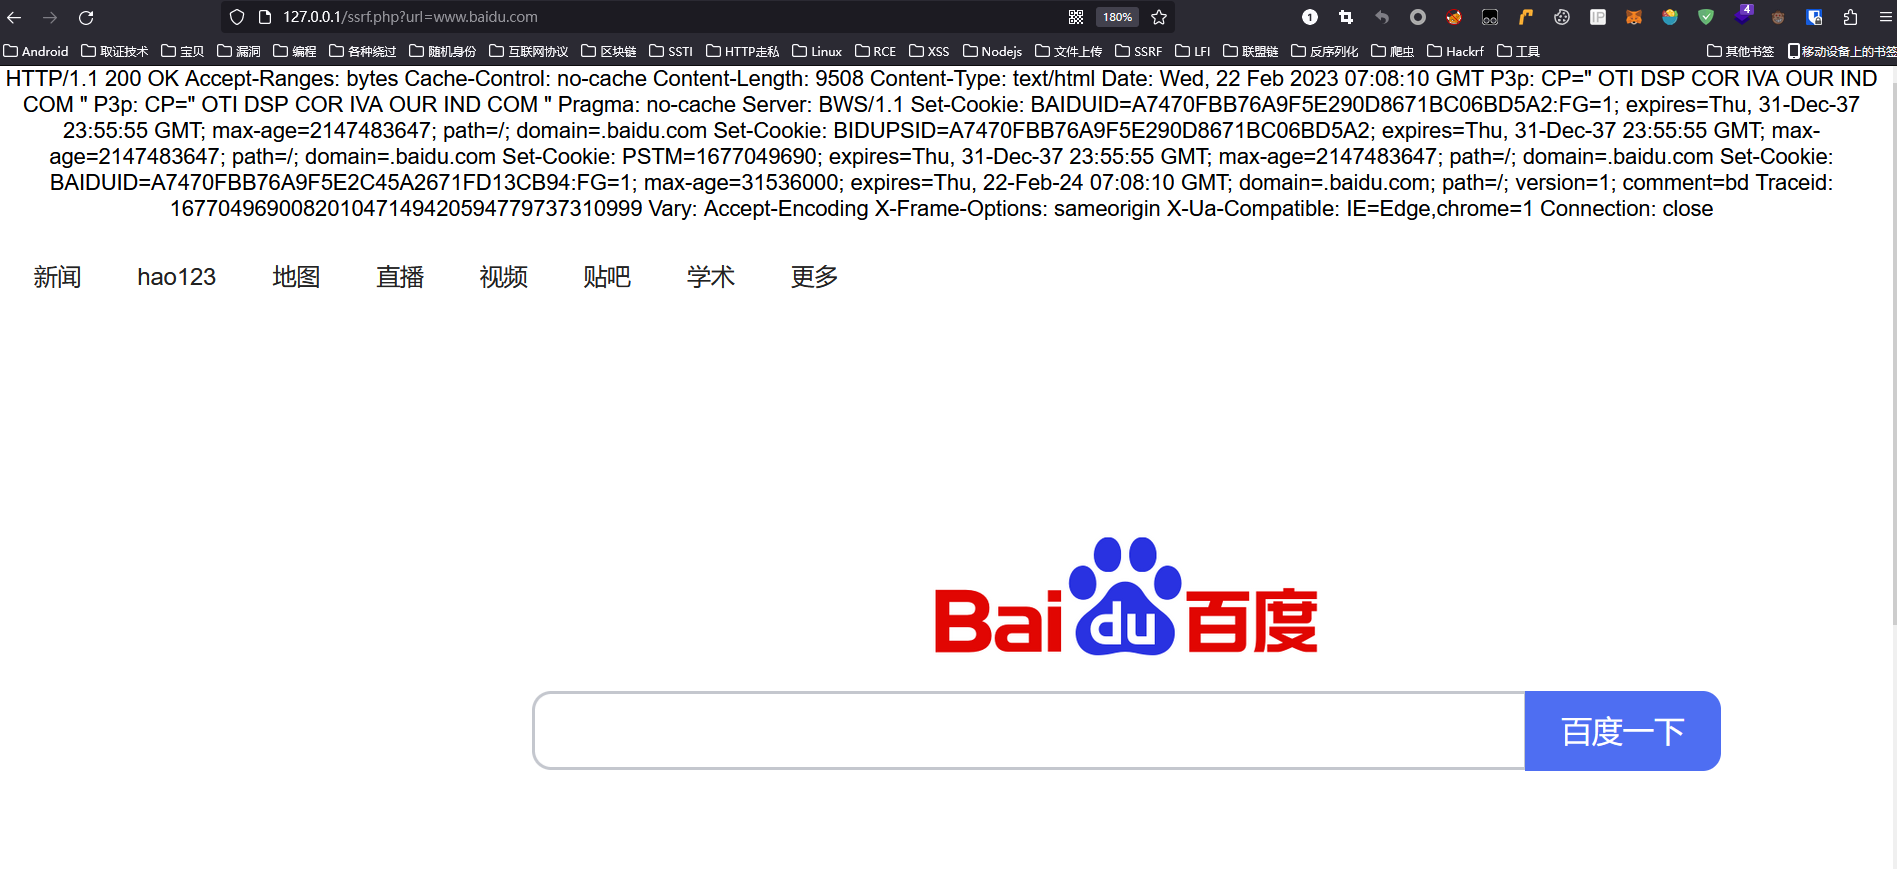 127.0.0.1/ssrf.php?url=www.baidu.com 180% 1 IP 4
Android 取证技术 宝贝 漏洞 编程 各种绕过 随机身份 互联网协议 区块链 SSTI HTTP走私 Linux RCE XSS Nodejs 文件上传 SSRF LFI 联盟链 反序列化 爬虫 Hackrf 工具 其他书签 移动设备上的书签
HTTP/1.1 200 OK Accept-Ranges: bytes Cache-Control: no-cache Content-Length: 9508 Content-Type: text/html Date: Wed, 22 Feb 2023 07:08:10 GMT P3p: CP=" OTI DSP COR IVA OUR IND
COM " P3p: CP=" OTI DSP COR IVA OUR IND COM " Pragma: no-cache Server: BWS/1.1 Set-Cookie: BAIDUID=A7470FBB76A9F5E290D8671BC06BD5A2:FG=1; expires=Thu, 31-Dec-37
23:55:55 GMT; max-age=2147483647; path=/; domain=.baidu.com Set-Cookie: BIDUPSID=A7470FBB76A9F5E290D8671BC06BD5A2; expires=Thu, 31-Dec-37 23:55:55 GMT; max-
age=2147483647; path=/; domain=.baidu.com Set-Cookie: PSTM=1677049690; expires=Thu, 31-Dec-37 23:55:55 GMT; max-age=2147483647; path=/; domain=.baidu.com Set-Cookie:
BAIDUID=A7470FBB76A9F5E2C45A2671FD13CB94:FG=1; max-age=31536000; expires=Thu, 22-Feb-24 07:08:10 GMT; domain=.baidu.com; path=/; version=1; comment=bd Traceid:
1677049690082010471494205947797373​10999 Vary: Accept-Encoding X-Frame-Options: sameorigin X-Ua-Compatible: IE=Edge,chrome=1 Connection: close
新闻 hao123 地图 直播 视频 贴吧 学术 更多
Bai du 百度
百度一下